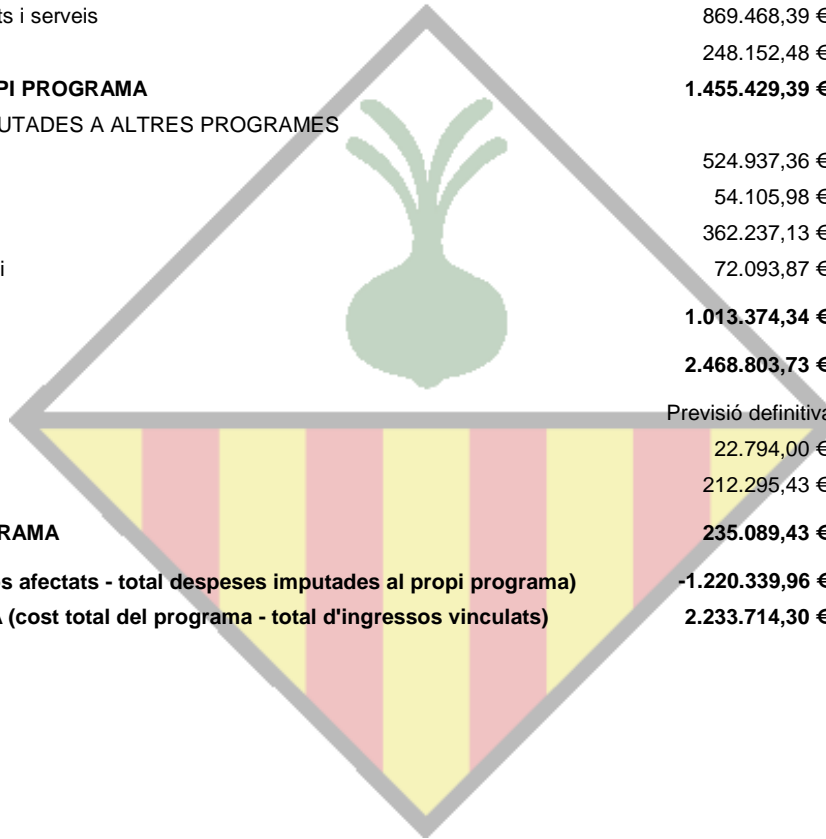 ts i serveis 869.468,39 €
248.152,48 €
PI PROGRAMA 1.455.429,39 €
UTADES A ALTRES PROGRAMES
524.937,36 €
54.105,98 €
362.237,13 €
i 72.093,87 €
1.013.374,34 €
2.468.803,73 €
Previsió definitiva
22.794,00 €
212.295,43 €
RAMA 235.089,43 €
s afectats - total despeses imputades al propi programa) -1.220.339,96 €
A (cost total del programa - total d'ingressos vinculats) 2.233.714,30 €